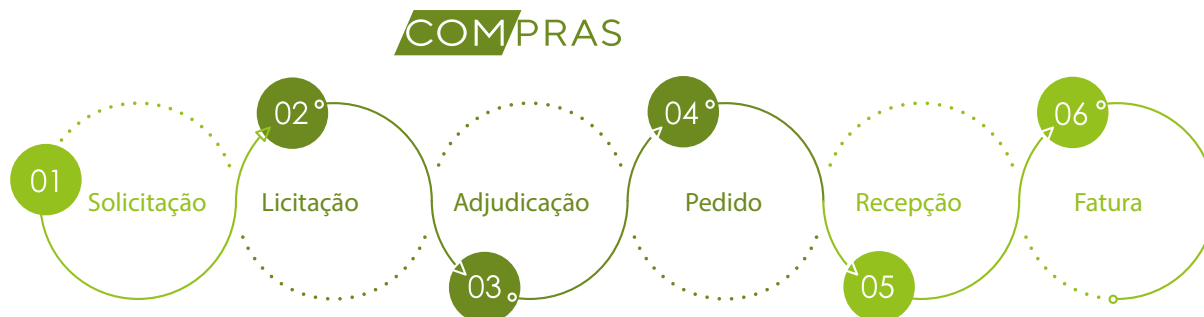 COMPRAS
01
Solicitação
02
Licitação
03
Adjudicação
04
Pedido
05
Recepção
06
Fatura